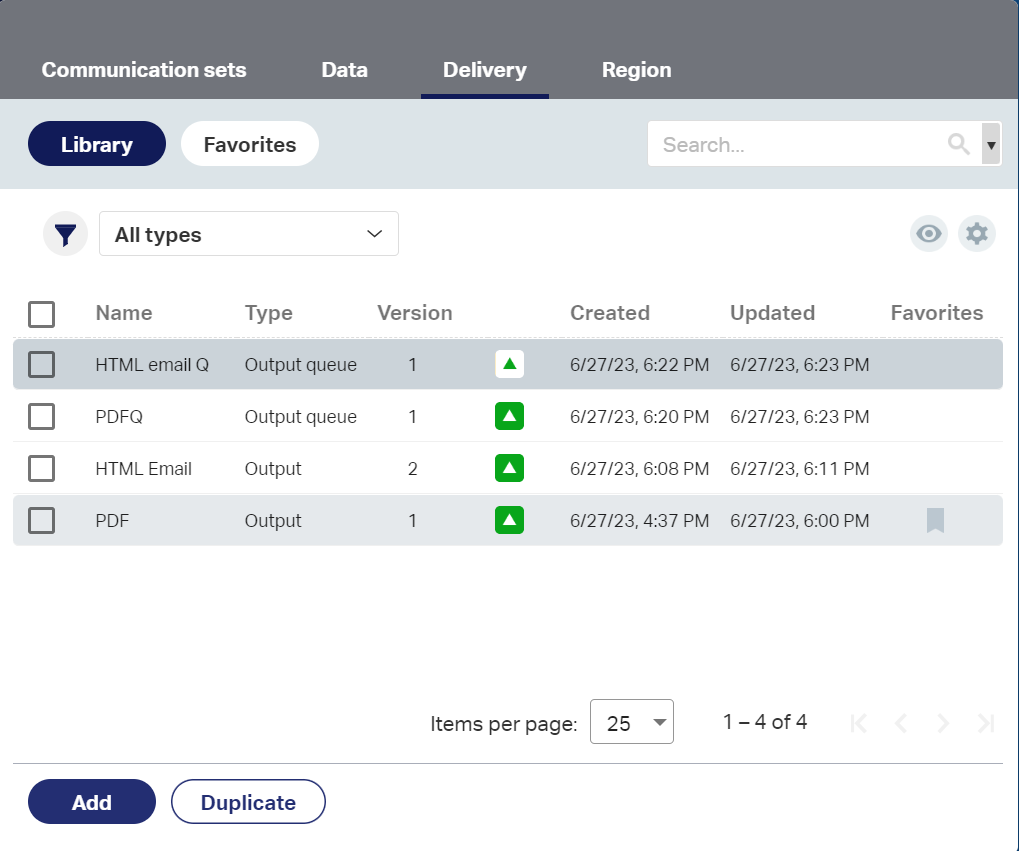 Communication sets Data Delivery Region
Library Favorites Search...
All types
Name Type Version Created Updated Favorites
HTML email Q Output queue 1 6/27/23, 6:22 PM 6/27/23, 6:23 PM
PDFQ Output queue 1 6/27/23, 6:20 PM 6/27/23, 6:23 PM
HTML Email Output 2 6/27/23, 6:08 PM 6/27/23, 6:11 PM
PDF Output 1 6/27/23, 4:37 PM 6/27/23, 6:00 PM
Items per page: 25 1 – 4 of 4
Add Duplicate